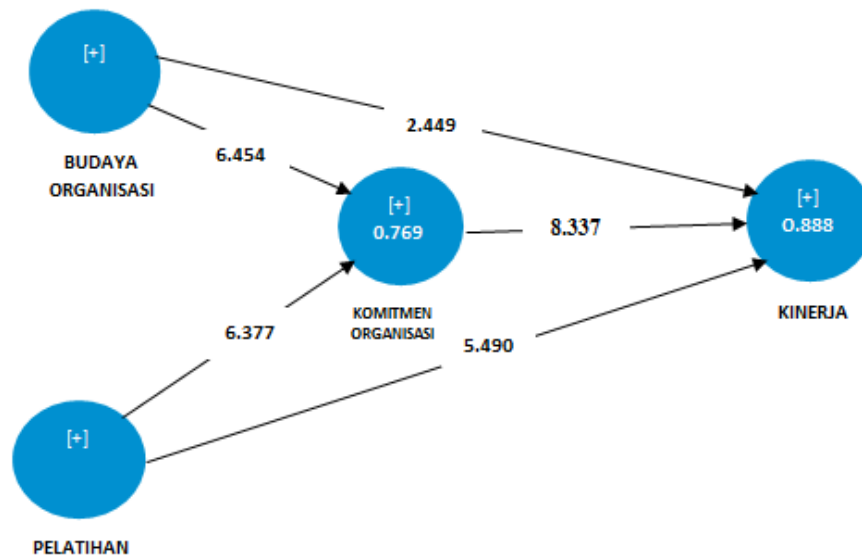 [+]
BUDAYA
ORGANISASI
2.449
6.454
[+]
0.769
KOMITMEN
ORGANISASI
8.337
[+]
0.888
KINERJA
6.377
5.490
[+]
PELATIHAN